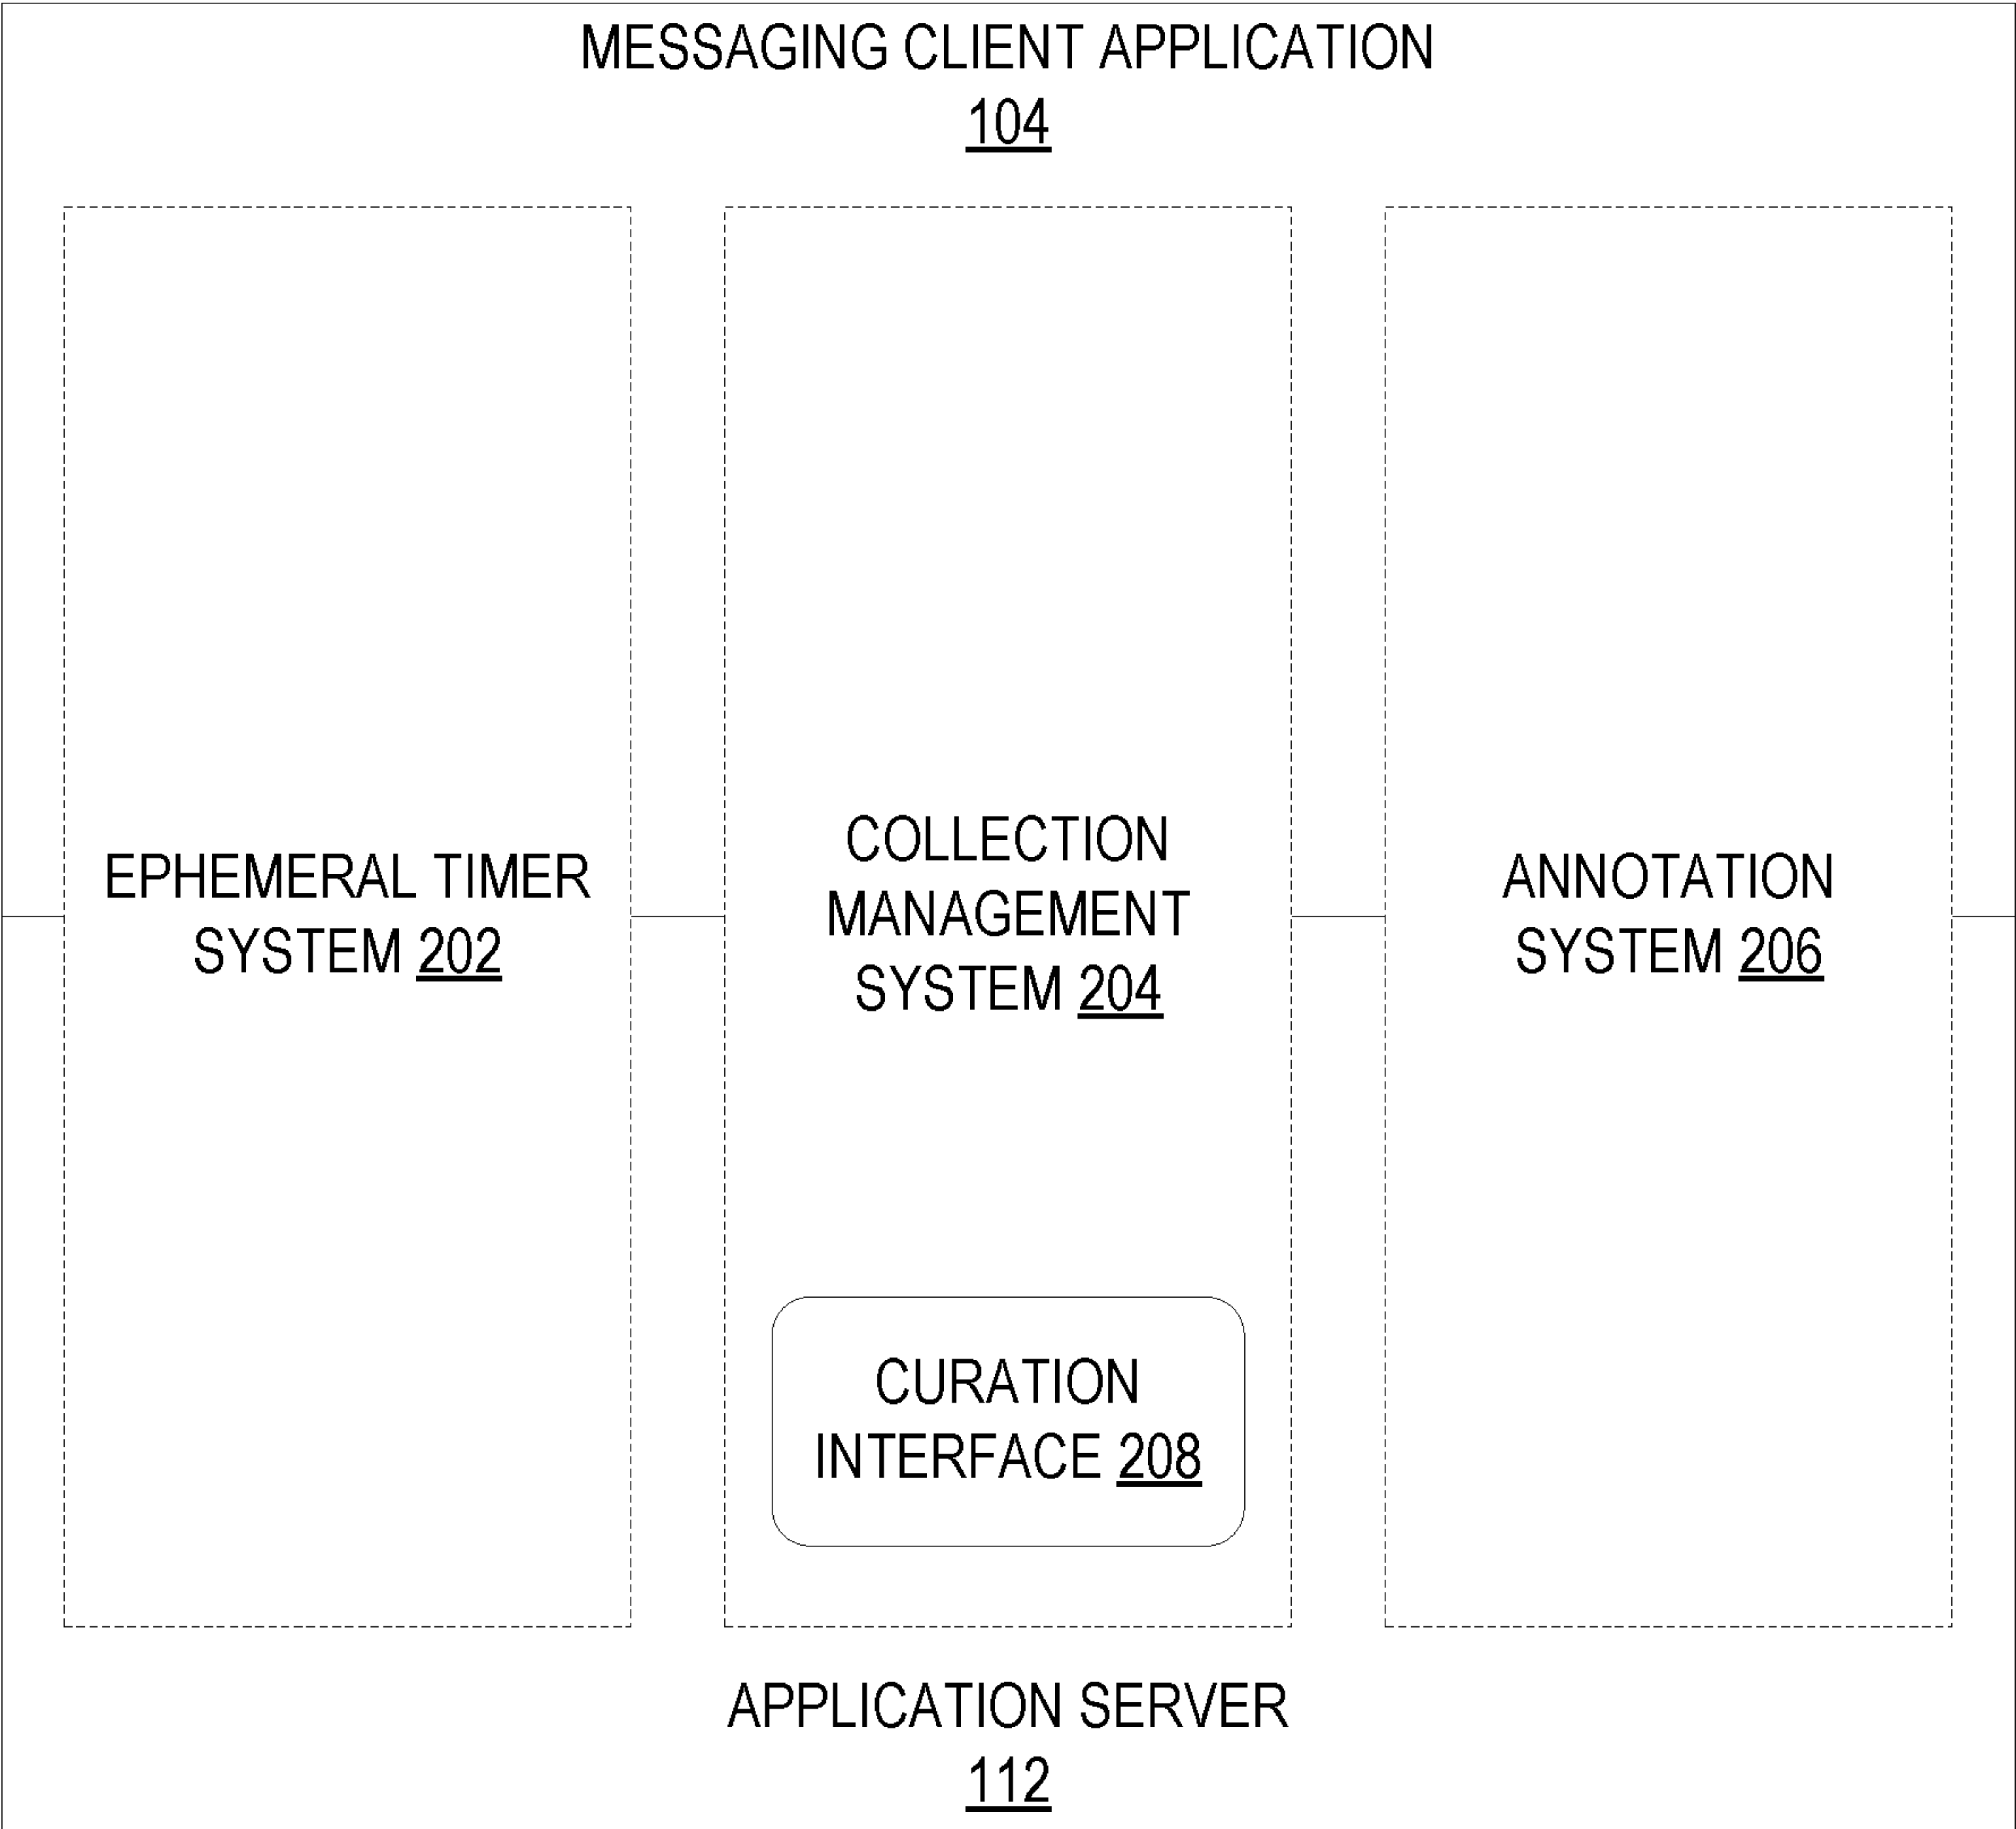 MESSAGING CLIENT APPLICATION
104
EPHEMERAL TIMER
SYSTEM 202
COLLECTION
MANAGEMENT
SYSTEM 204
ANNOTATION
SYSTEM 206
CURATION
INTERFACE 208
APPLICATION SERVER
112